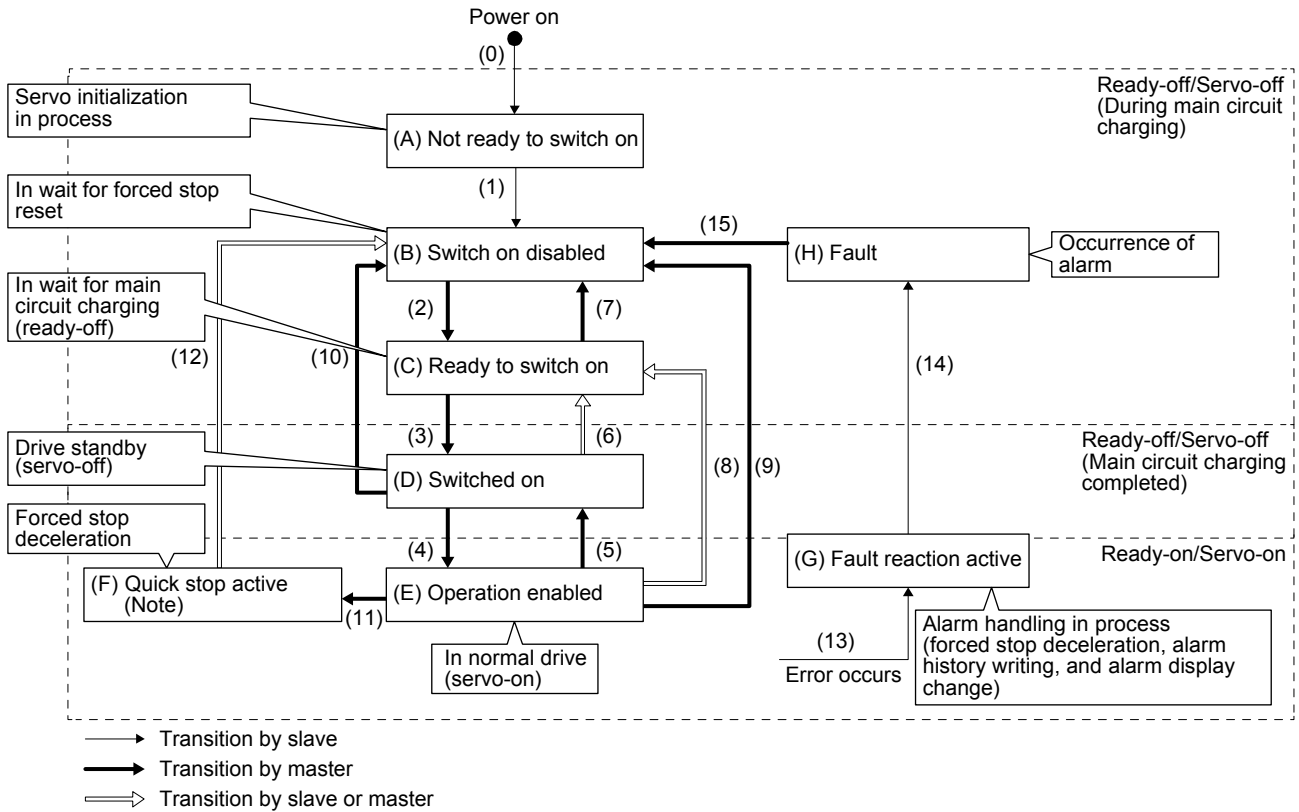 Power on
(0)
Ready-off/Servo-off
(During main circuit
charging)
Servo initialization
in process
(A) Not ready to switch on
(1)
In wait for forced stop
reset
(15)
(B) Switch on disabled
(H) Fault
Occurrence of
alarm
In wait for main
circuit charging
(ready-off)
(2)
(7)
(12)
(10)
(14)
(C) Ready to switch on
(3)
(6)
(8)
(9)
Ready-off/Servo-off
(Main circuit charging
completed)
Drive standby
(servo-off)
(D) Switched on
Forced stop
deceleration
(4)
(5)
(G) Fault reaction active
Ready-on/Servo-on
(F) Quick stop active
(Note)
(11)
(E) Operation enabled
In normal drive
(servo-on)
(13)
Error occurs
Alarm handling in process
(forced stop deceleration, alarm
history writing, and alarm display
change)
Transition by slave
Transition by master
Transition by slave or master